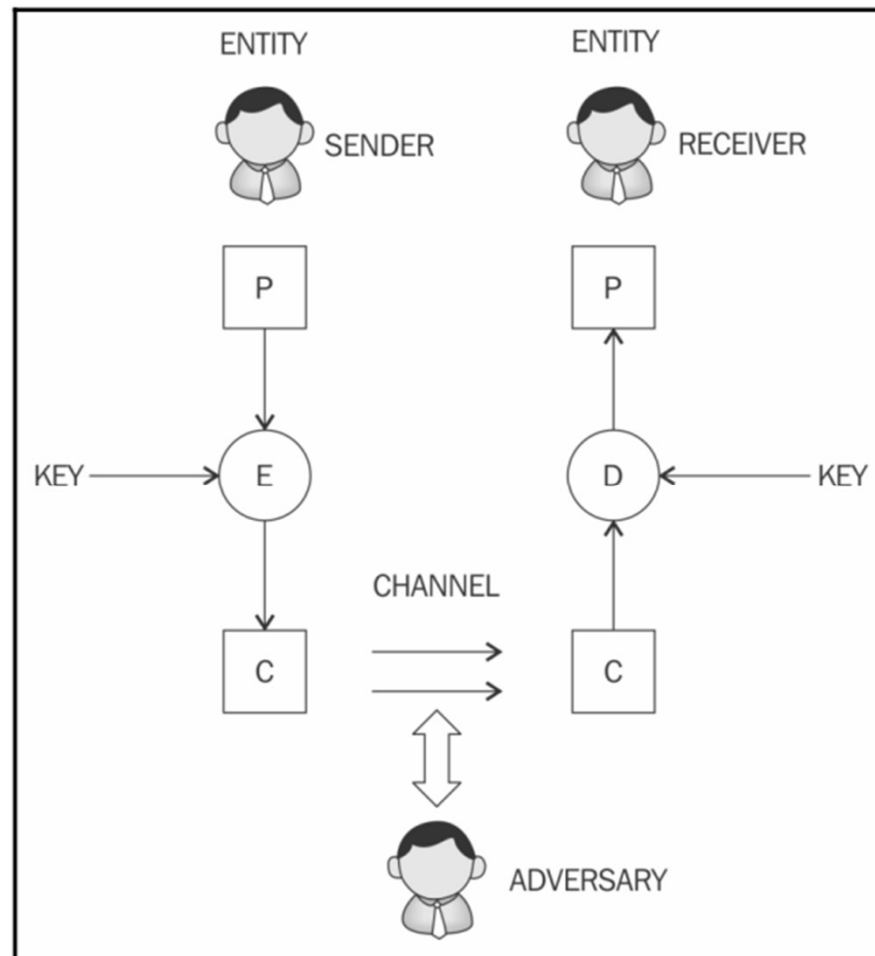 ENTITY
ENTITY
SENDER
RECEIVER
P
P
KEY
E
D
KEY
CHANNEL
C
C
ADVERSARY